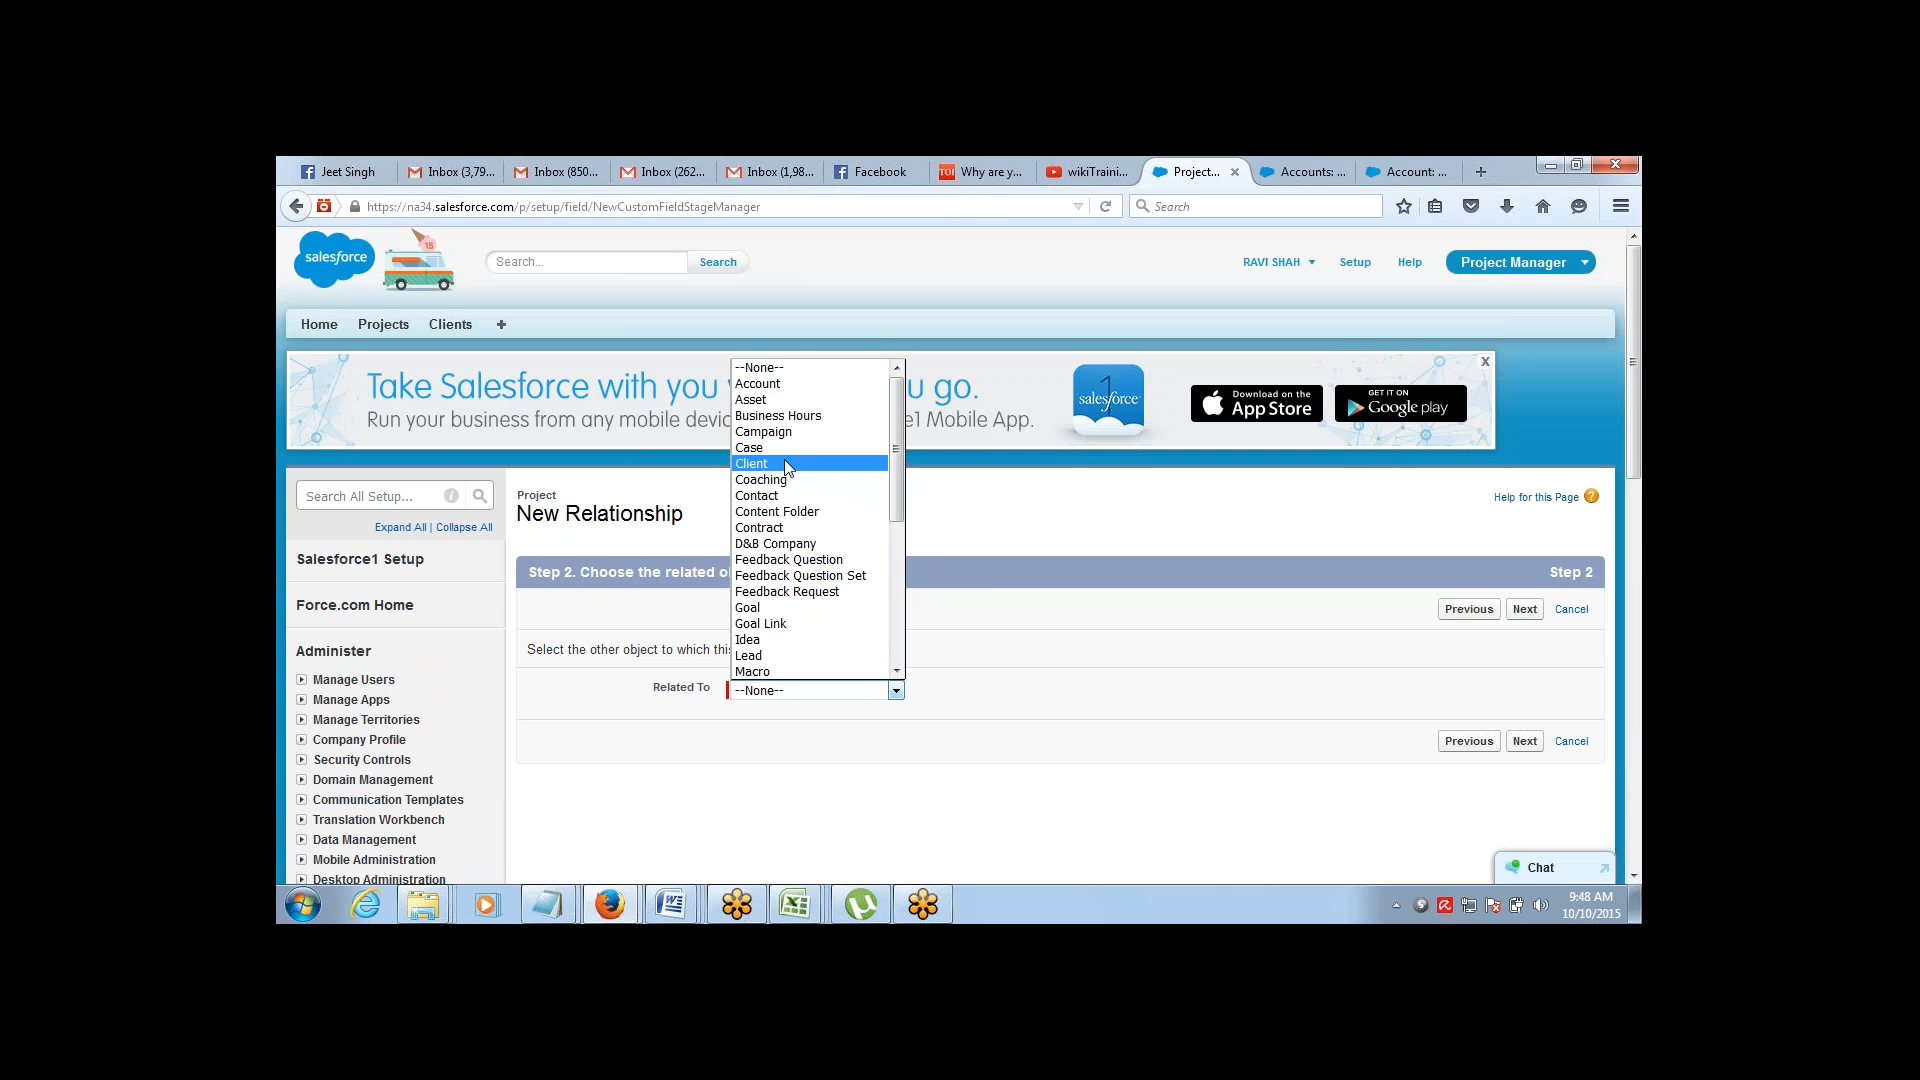 Jeet Singh
Inbox (3,79...
Inbox (850...
Inbox (262...
Inbox (1,98...
Facebook
TOI
Why are y...
wikiTraini...
Project...
Accounts: ...
Account: ...
https://na34.salesforce.com/p/setup/field/NewCustomFieldStageManager
Search
salesforce
15
Search...
Search
RAVI SHAH
Setup
Help
Project Manager
Home
Projects
Clients
Take Salesforce with you
u go.
Run your business from any mobile devic
e1 Mobile App.
1
salesforce
Download on the
App Store
GET IT ON
Google play
X
Search All Setup...
Expand All | Collapse All
Salesforce1 Setup
Force.com Home
Administer
Manage Users
Manage Apps
Manage Territories
Company Profile
Security Controls
Domain Management
Communication Templates
Translation Workbench
Data Management
Mobile Administration
Desktop Administration
Project
New Relationship
Help for this Page
Step 2. Choose the related o
Step 2
Previous
Next
Cancel
Select the other object to which this
Related To
--None--
--None--
Account
Asset
Business Hours
Campaign
Case
Client
Coaching
Contact
Content Folder
Contract
D&B Company
Feedback Question
Feedback Question Set
Feedback Request
Goal
Goal Link
Idea
Lead
Macro
Previous
Next
Cancel
Chat
9:48 AM
10/10/2015